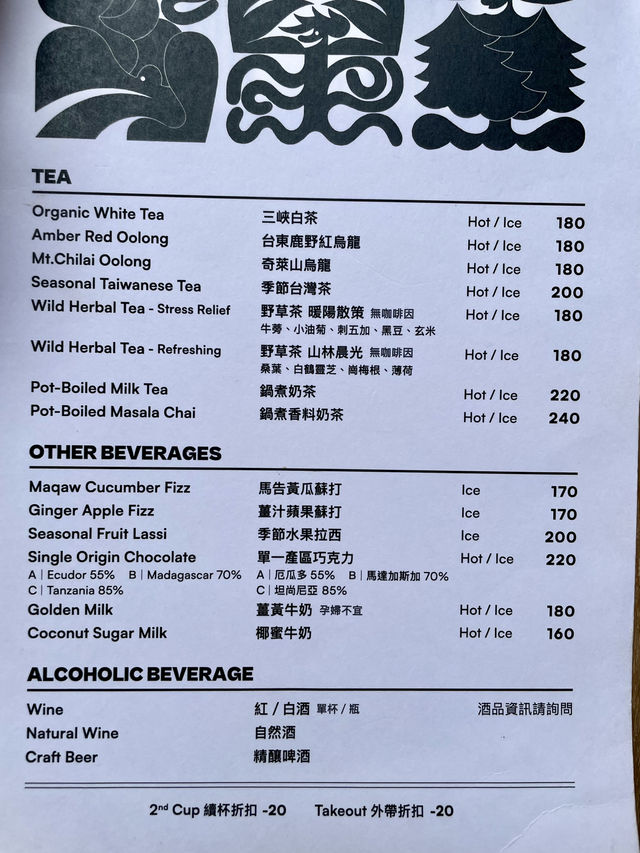 TEA
Organic White Tea 三峽白茶 Hot / Ice 180
Amber Red Oolong 台東鹿野紅烏龍 Hot / Ice 180
Mt.Chilai Oolong 奇萊山烏龍 Hot / Ice 180
Seasonal Taiwanese Tea 季節台灣茶 Hot / Ice 200
Wild Herbal Tea - Stress Relief 野草茶 暖陽散策 無咖啡因 Hot / Ice 180
牛蒡、小油菊、刺五加、黑豆、玄米
Wild Herbal Tea - Refreshing 野草茶 山林晨光 無咖啡因 Hot / Ice 180
桑葉、白鶴靈芝、崗梅根、薄荷
Pot-Boiled Milk Tea 鍋煮奶茶 Hot / Ice 220
Pot-Boiled Masala Chai 鍋煮香料奶茶 Hot / Ice 240
OTHER BEVERAGES
Maqaw Cucumber Fizz 馬告黃瓜蘇打 Ice 170
Ginger Apple Fizz 薑汁蘋果蘇打 Ice 170
Seasonal Fruit Lassi 季節水果拉西 Ice 200
Single Origin Chocolate 單一產區巧克力 Hot / Ice 220
A | Ecudor 55% B | Madagascar 70% A | 厄瓜多 55% B | 馬達加斯加 70%
C | Tanzania 85% C | 坦尚尼亞 85%
Golden Milk 薑黃牛奶 孕婦不宜 Hot / Ice 180
Coconut Sugar Milk 椰蜜牛奶 Hot / Ice 160
ALCOHOLIC BEVERAGE
Wine 紅 / 白酒 單杯 / 瓶 酒品資訊請詢問
Natural Wine 自然酒
Craft Beer 精釀啤酒
2nd Cup 續杯折扣 -20 Takeout 外帶折扣 -20